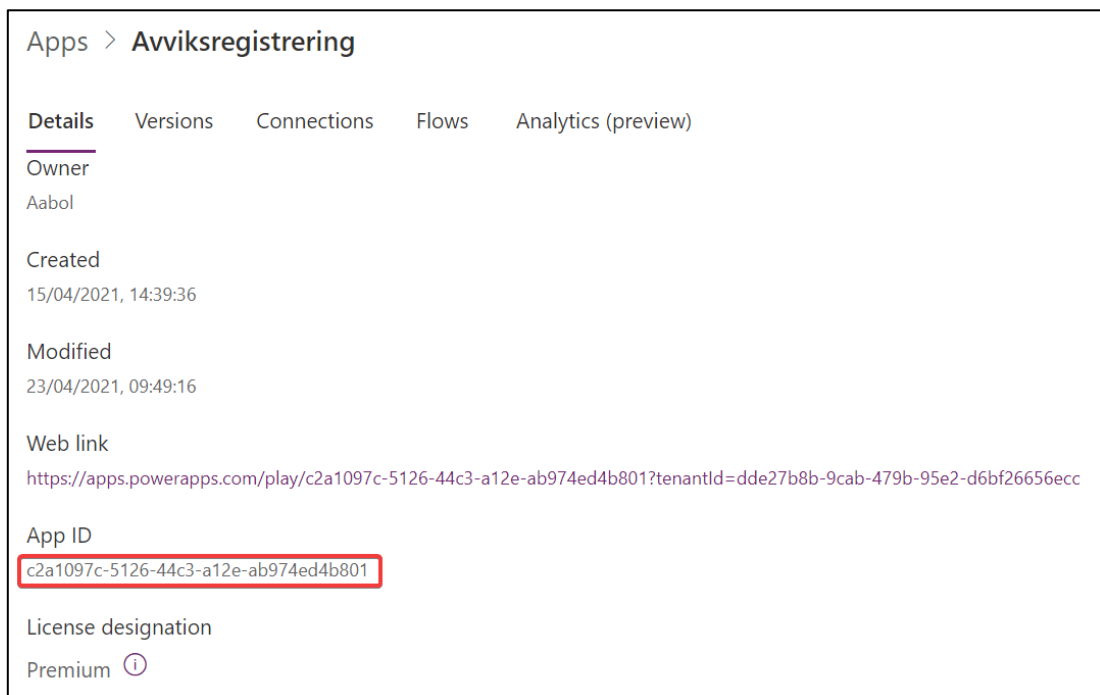 Apps > Avviksregistrering
Details Versions Connections Flows Analytics (preview)
Owner
Aabol
Created
15/04/2021, 14:39:36
Modified
23/04/2021, 09:49:16
Web link
https://apps.powerapps.com/play/c2a1097c-5126-44c3-a12e-ab974ed4b801?tenantId=dde27b8b-9cab-479b-95e2-d6bf26656ecc
App ID
c2a1097c-5126-44c3-a12e-ab974ed4b801
License designation
Premium